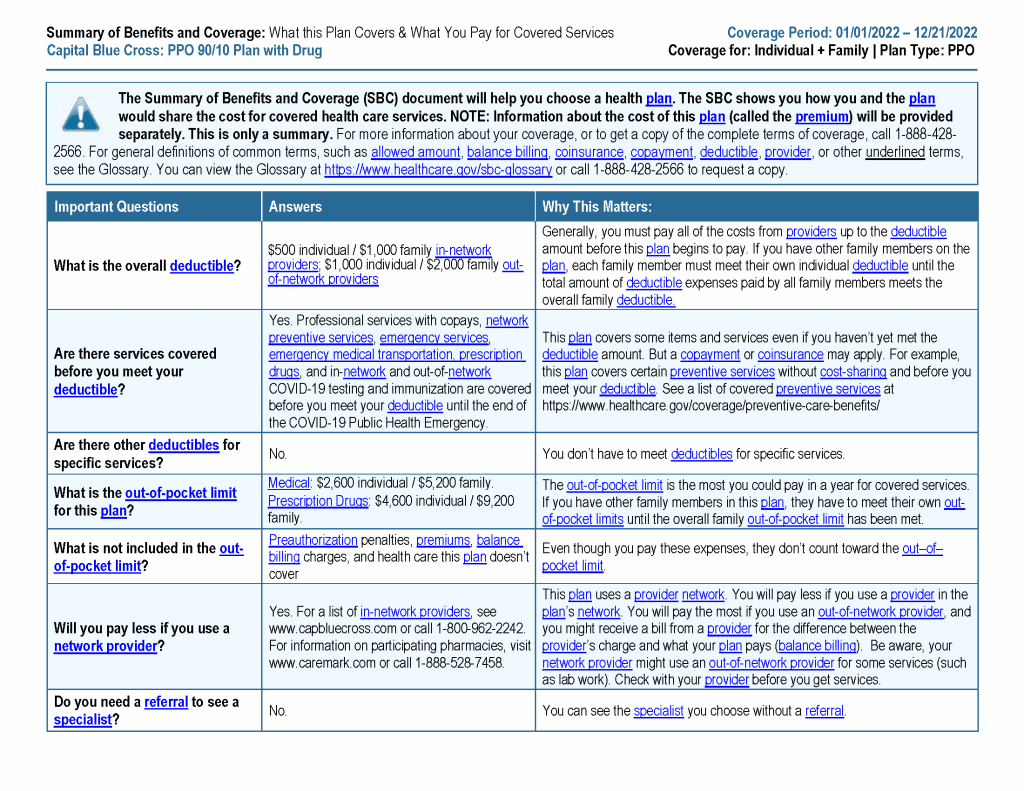 Summary of Benefits and Coverage: What this Plan Covers & What You Pay for Covered Services
Coverage Period: 01/01/2022 – 12/21/2022
Capital Blue Cross: PPO 90/10 Plan with Drug
Coverage for: Individual + Family | Plan Type: PPO
The Summary of Benefits and Coverage (SBC) document will help you choose a health plan. The SBC shows you how you and the plan
would share the cost for covered health care services. NOTE: Information about the cost of this plan (called the premium) will be provided
separately. This is only a summary. For more information about your coverage, or to get a copy of the complete terms of coverage, call 1-888-428-
2566. For general definitions of common terms, such as allowed amount, balance billing, coinsurance, copayment, deductible, provider, or other underlined terms,
see the Glossary. You can view the Glossary at https://www.healthcare.gov/sbc-glossary or call 1-888-428-2566 to request a copy.
Important Questions
Answers
Why This Matters:
What is the overall deductible?
$500 individual / $1,000 family in-network
providers; $1,000 individual / $2,000 family out-
of-network providers
Generally, you must pay all of the costs from providers up to the deductible
amount before this plan begins to pay. If you have other family members on the
plan, each family member must meet their own individual deductible until the
total amount of deductible expenses paid by all family members meets the
overall family deductible.
Are there services covered
before you meet your
deductible?
Yes. Professional services with copays, network
preventive services, emergency services,
emergency medical transportation, prescription
drugs, and in-network and out-of-network
COVID-19 testing and immunization are covered
before you meet your deductible until the end of
the COVID-19 Public Health Emergency.
This plan covers some items and services even if you haven’t yet met the
deductible amount. But a copayment or coinsurance may apply. For example,
this plan covers certain preventive services without cost-sharing and before you
meet your deductible. See a list of covered preventive services at
https://www.healthcare.gov/coverage/preventive-care-benefits/
Are there other deductibles for
specific services?
No.
You don’t have to meet deductibles for specific services.
What is the out-of-pocket limit
for this plan?
Medical: $2,600 individual / $5,200 family.
Prescription Drugs: $4,600 individual / $9,200
family.
The out-of-pocket limit is the most you could pay in a year for covered services.
If you have other family members in this plan, they have to meet their own out-
of-pocket limits until the overall family out-of-pocket limit has been met.
What is not included in the out-
of-pocket limit?
Preauthorization penalties, premiums, balance
billing charges, and health care this plan doesn’t
cover
Even though you pay these expenses, they don’t count toward the out–of–
pocket limit.
Will you pay less if you use a
network provider?
Yes. For a list of in-network providers, see
www.capbluecross.com or call 1-800-962-2242.
For information on participating pharmacies, visit
www.caremark.com or call 1-888-528-7458.
This plan uses a provider network. You will pay less if you use a provider in the
plan’s network. You will pay the most if you use an out-of-network provider, and
you might receive a bill from a provider for the difference between the
provider’s charge and what your plan pays (balance billing). Be aware, your
network provider might use an out-of-network provider for some services (such
as lab work). Check with your provider before you get services.
Do you need a referral to see a
specialist?
No.
You can see the specialist you choose without a referral.